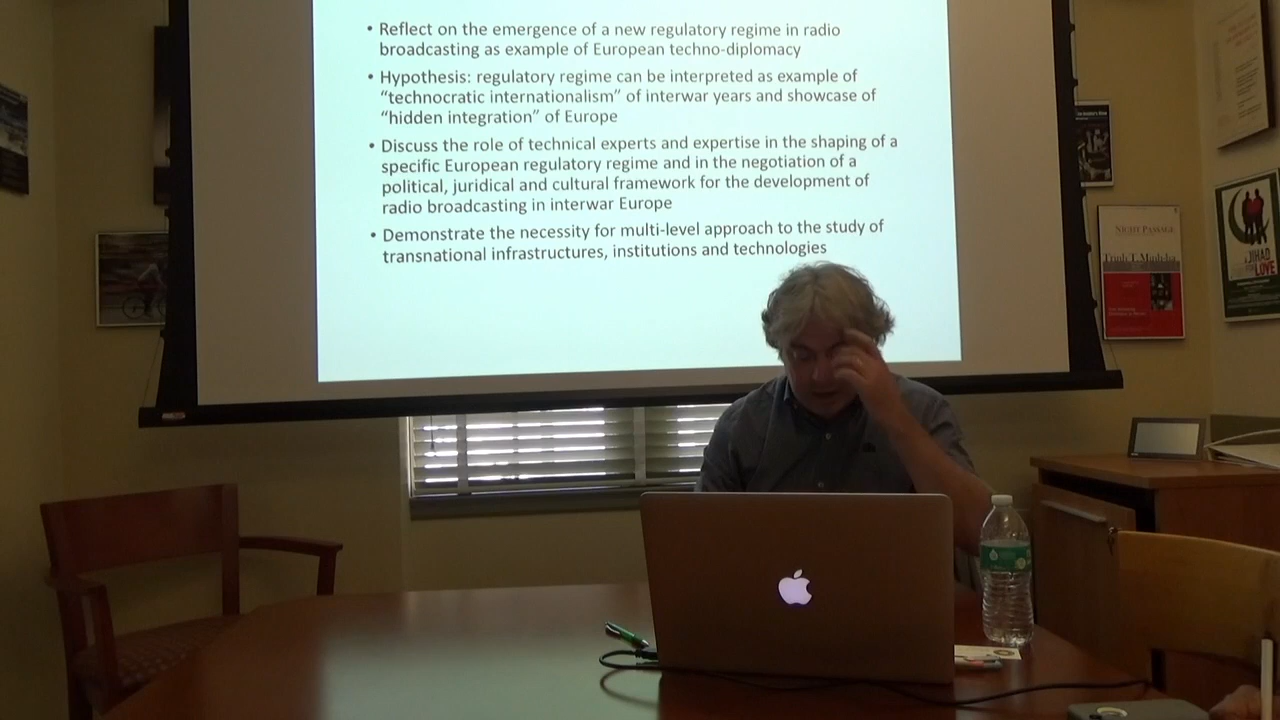 • Reflect on the emergence of a new regulatory regime in radio
broadcasting as example of European techno-diplomacy
• Hypothesis: regulatory regime can be interpreted as example of
“technocratic internationalism” of interwar years and showcase of
“hidden integration” of Europe
• Discuss the role of technical experts and expertise in the shaping of a
specific European regulatory regime and in the negotiation of a
political, juridical and cultural framework for the development of
radio broadcasting in interwar Europe
• Demonstrate the necessity for multi-level approach to the study of
transnational infrastructures, institutions and technologies
NIGHT PASSAGE
Trinh T. Minh-ha
A JIHAD
FOR LOVE